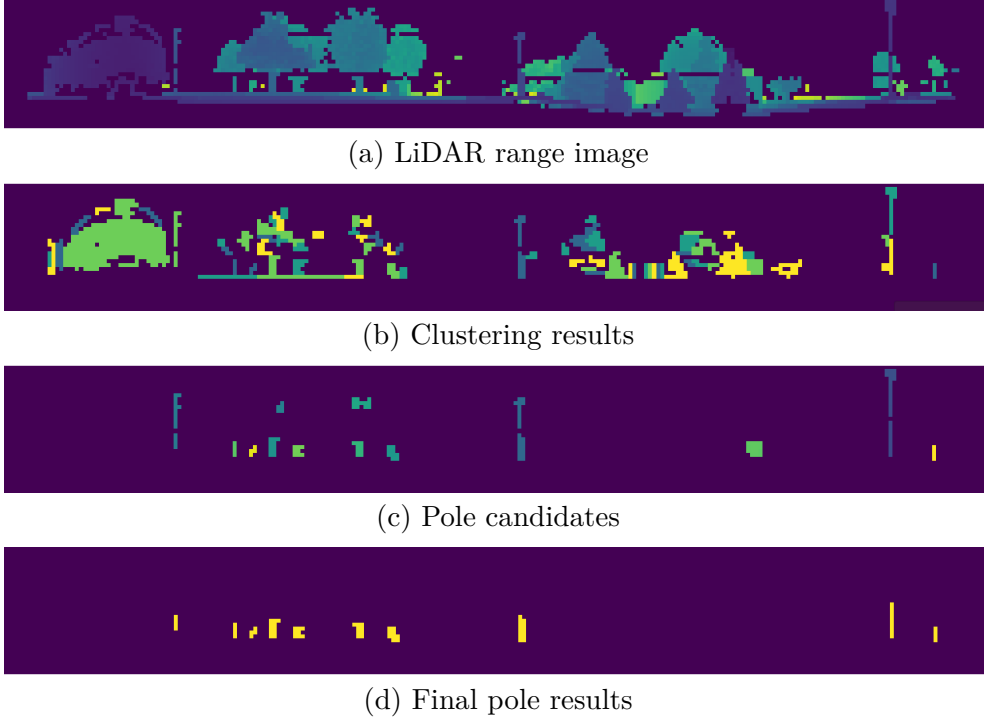 (a) LiDAR range image
(b) Clustering results
(c) Pole candidates
(d) Final pole results